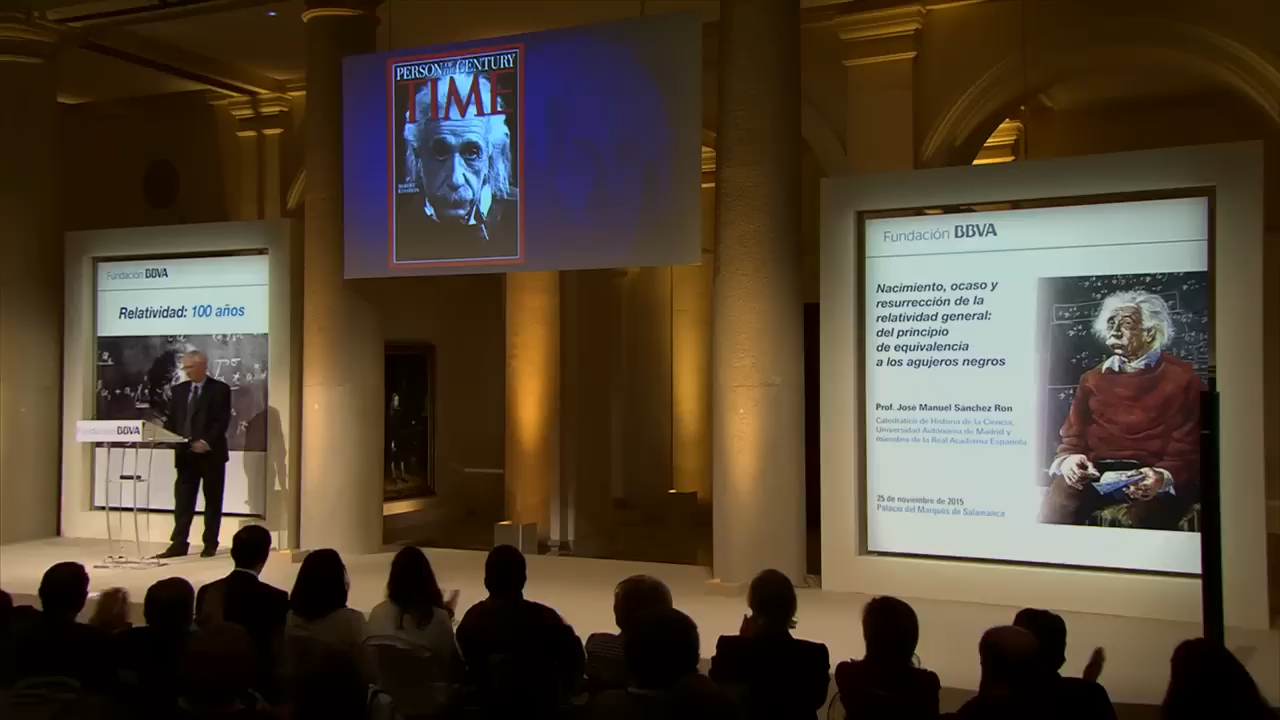 PERSON OF THE CENTURY
TIME
ALBERT
EINSTEIN
Fundación BBVA
Relatividad: 100 años
Fundación BBVA
Fundación BBVA
Nacimiento, ocaso y
resurrección de la
relatividad general:
del principio
de equivalencia
a los agujeros negros
Prof. José Manuel Sánchez Ron
Catedrático de Historia de la Ciencia,
Universidad Autónoma de Madrid y
miembro de la Real Academia Española
25 de noviembre de 2015
Palacio del Marqués de Salamanca